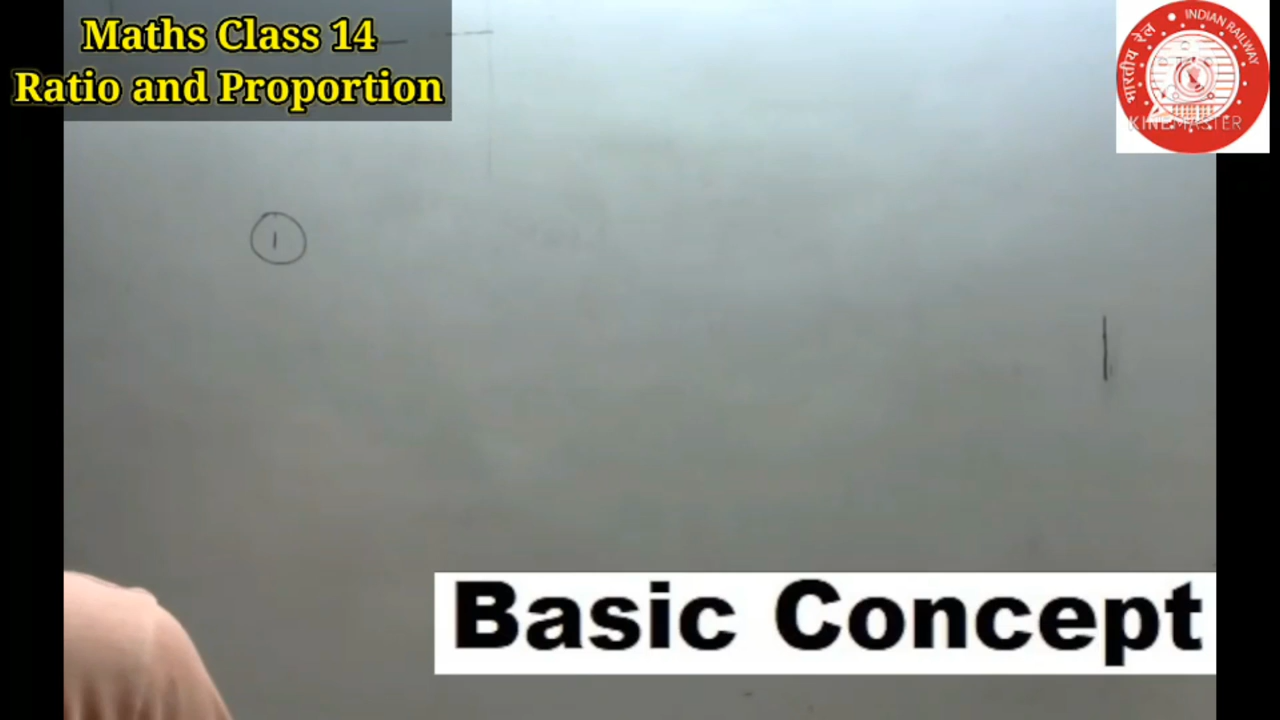 Maths Class 14
Ratio and Proportion
भारतीय रेल
INDIAN RAILWAY
KINEMASTER
1
Basic Concept